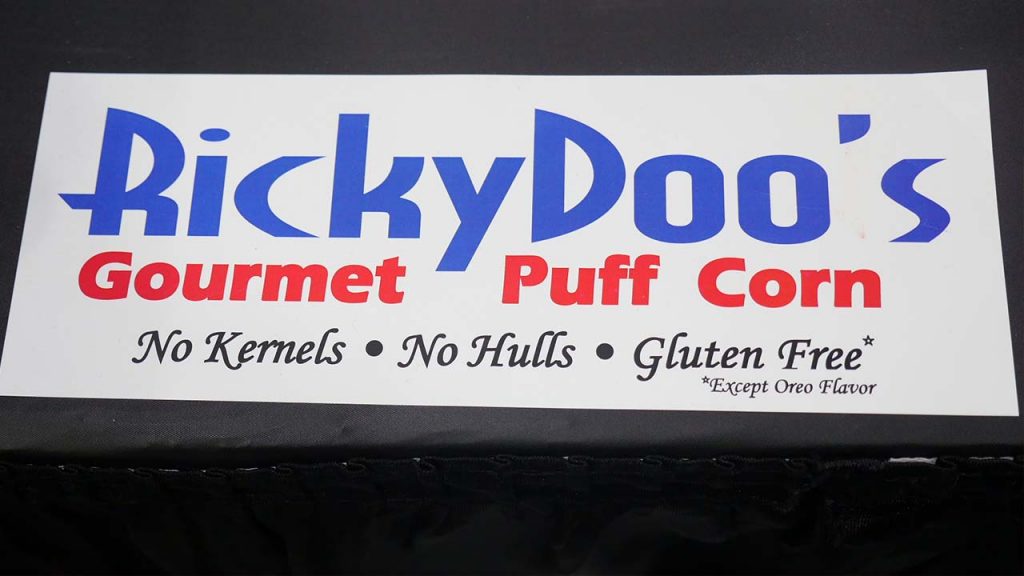 RickyDoo's
Gourmet Puff Corn
No Kernels • No Hulls • Gluten Free*
*Except Oreo Flavor